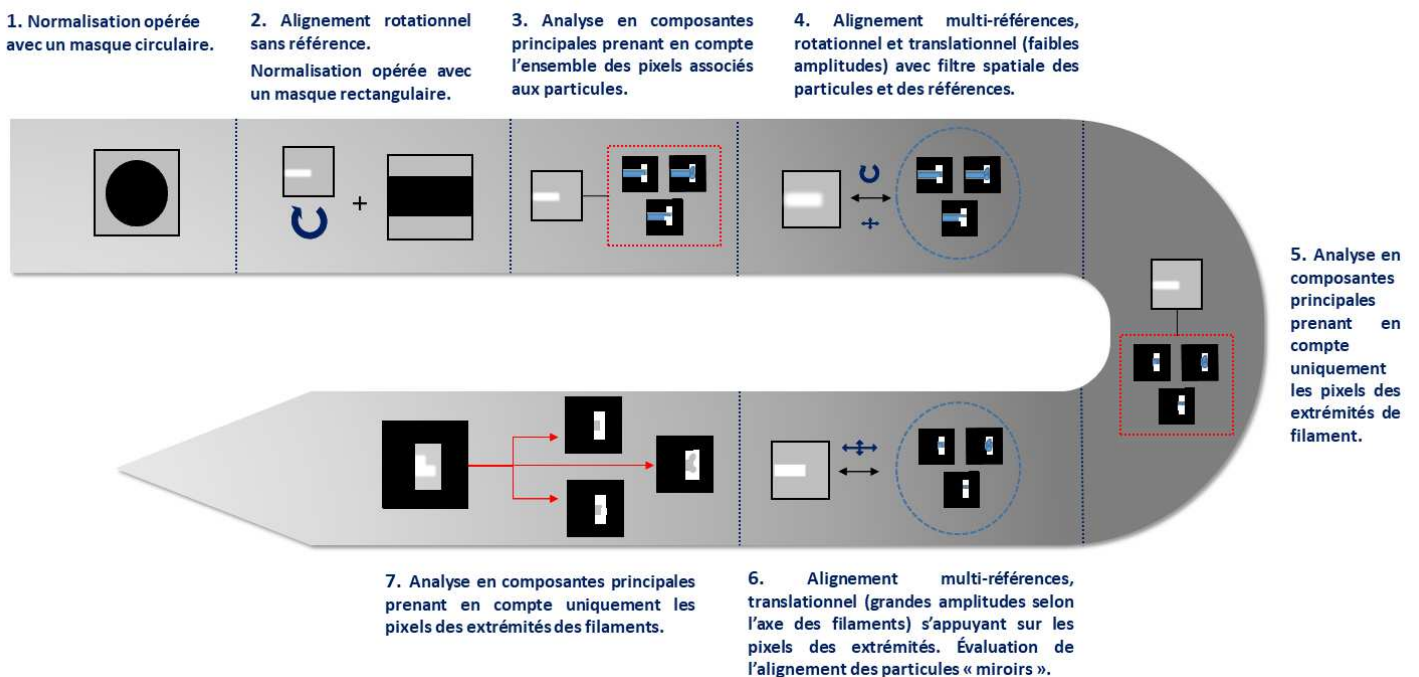 1. Normalisation opérée
avec un masque circulaire.
2. Alignement rotationnel
sans référence.
Normalisation opérée avec
un masque rectangulaire.
3. Analyse en composantes
principales prenant en compte
l'ensemble des pixels associés
aux particules.
4. Alignement multi-références,
rotationnel et translationnel (faibles
amplitudes) avec filtre spatiale des
particules et des références.
+
5. Analyse en
composantes
principales
prenant en
compte
uniquement
les pixels des
extrémités de
filament.
6. Alignement multi-références,
translationnel (grandes amplitudes selon
l'axe des filaments) s'appuyant sur les
pixels des extrémités. Évaluation de
l'alignement des particules « miroirs ».
7. Analyse en composantes principales
prenant en compte uniquement les
pixels des extrémités des filaments.